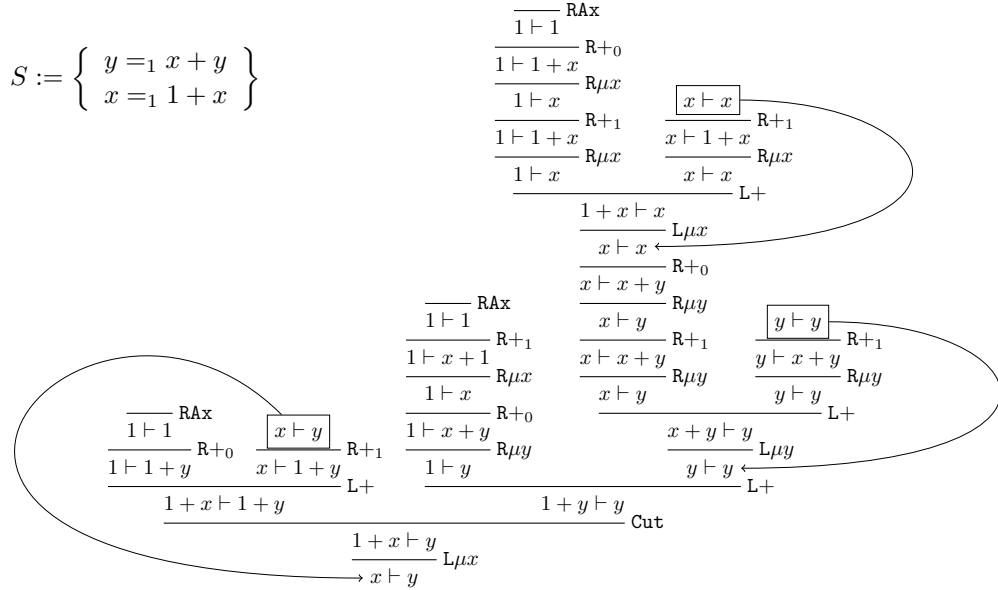 1 ⊢ 1 RAx
1 ⊢ 1 + x R+₀
1 ⊢ x Rμx
1 ⊢ 1 + x R+₁
1 ⊢ x Rμx
x ⊢ x
x ⊢ 1 + x R+₁
x ⊢ x Rμx
S := { y =₁ x + y
x =₁ 1 + x }
1 + x ⊢ x L+
x ⊢ x Lμx
x ⊢ x + y R+₀
x ⊢ y Rμy
x ⊢ x + y R+₁
x ⊢ y Rμy
y ⊢ y
y ⊢ x + y R+₁
y ⊢ y Rμy
x + y ⊢ y L+
y ⊢ y Lμy
1 ⊢ 1 RAx
1 ⊢ x + 1 R+₁
1 ⊢ x Rμx
1 ⊢ x + y R+₀
1 ⊢ y Rμy
1 + y ⊢ y L+
1 ⊢ 1 RAx
1 ⊢ 1 + y R+₀
x ⊢ y
x ⊢ 1 + y R+₁
1 + x ⊢ 1 + y L+
1 + x ⊢ y Cut
x ⊢ y Lμx